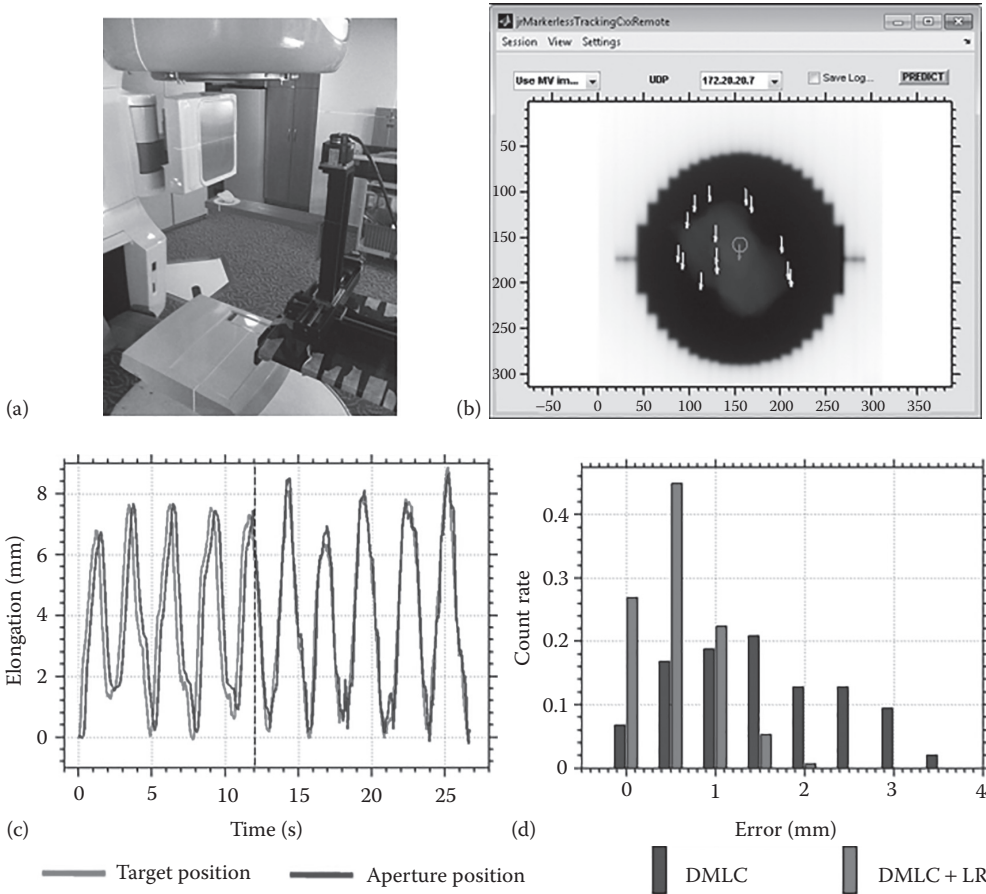 (a)
(b)
jrMarkerlessTrackingCxoRemote
Session View Settings
Use MV im... UDP 172.20.20.7 Save Log... PREDICT
50
100
150
200
250
300
−50 0 50 100 150 200 250 300 350
8
6
4
2
0
Elongation (mm)
0 5 10 15 20 25
(c)
Time (s)
Target position
Aperture position
0.4
0.3
0.2
0.1
0
Count rate
0 1 2 3 4
(d)
Error (mm)
DMLC
DMLC + LR